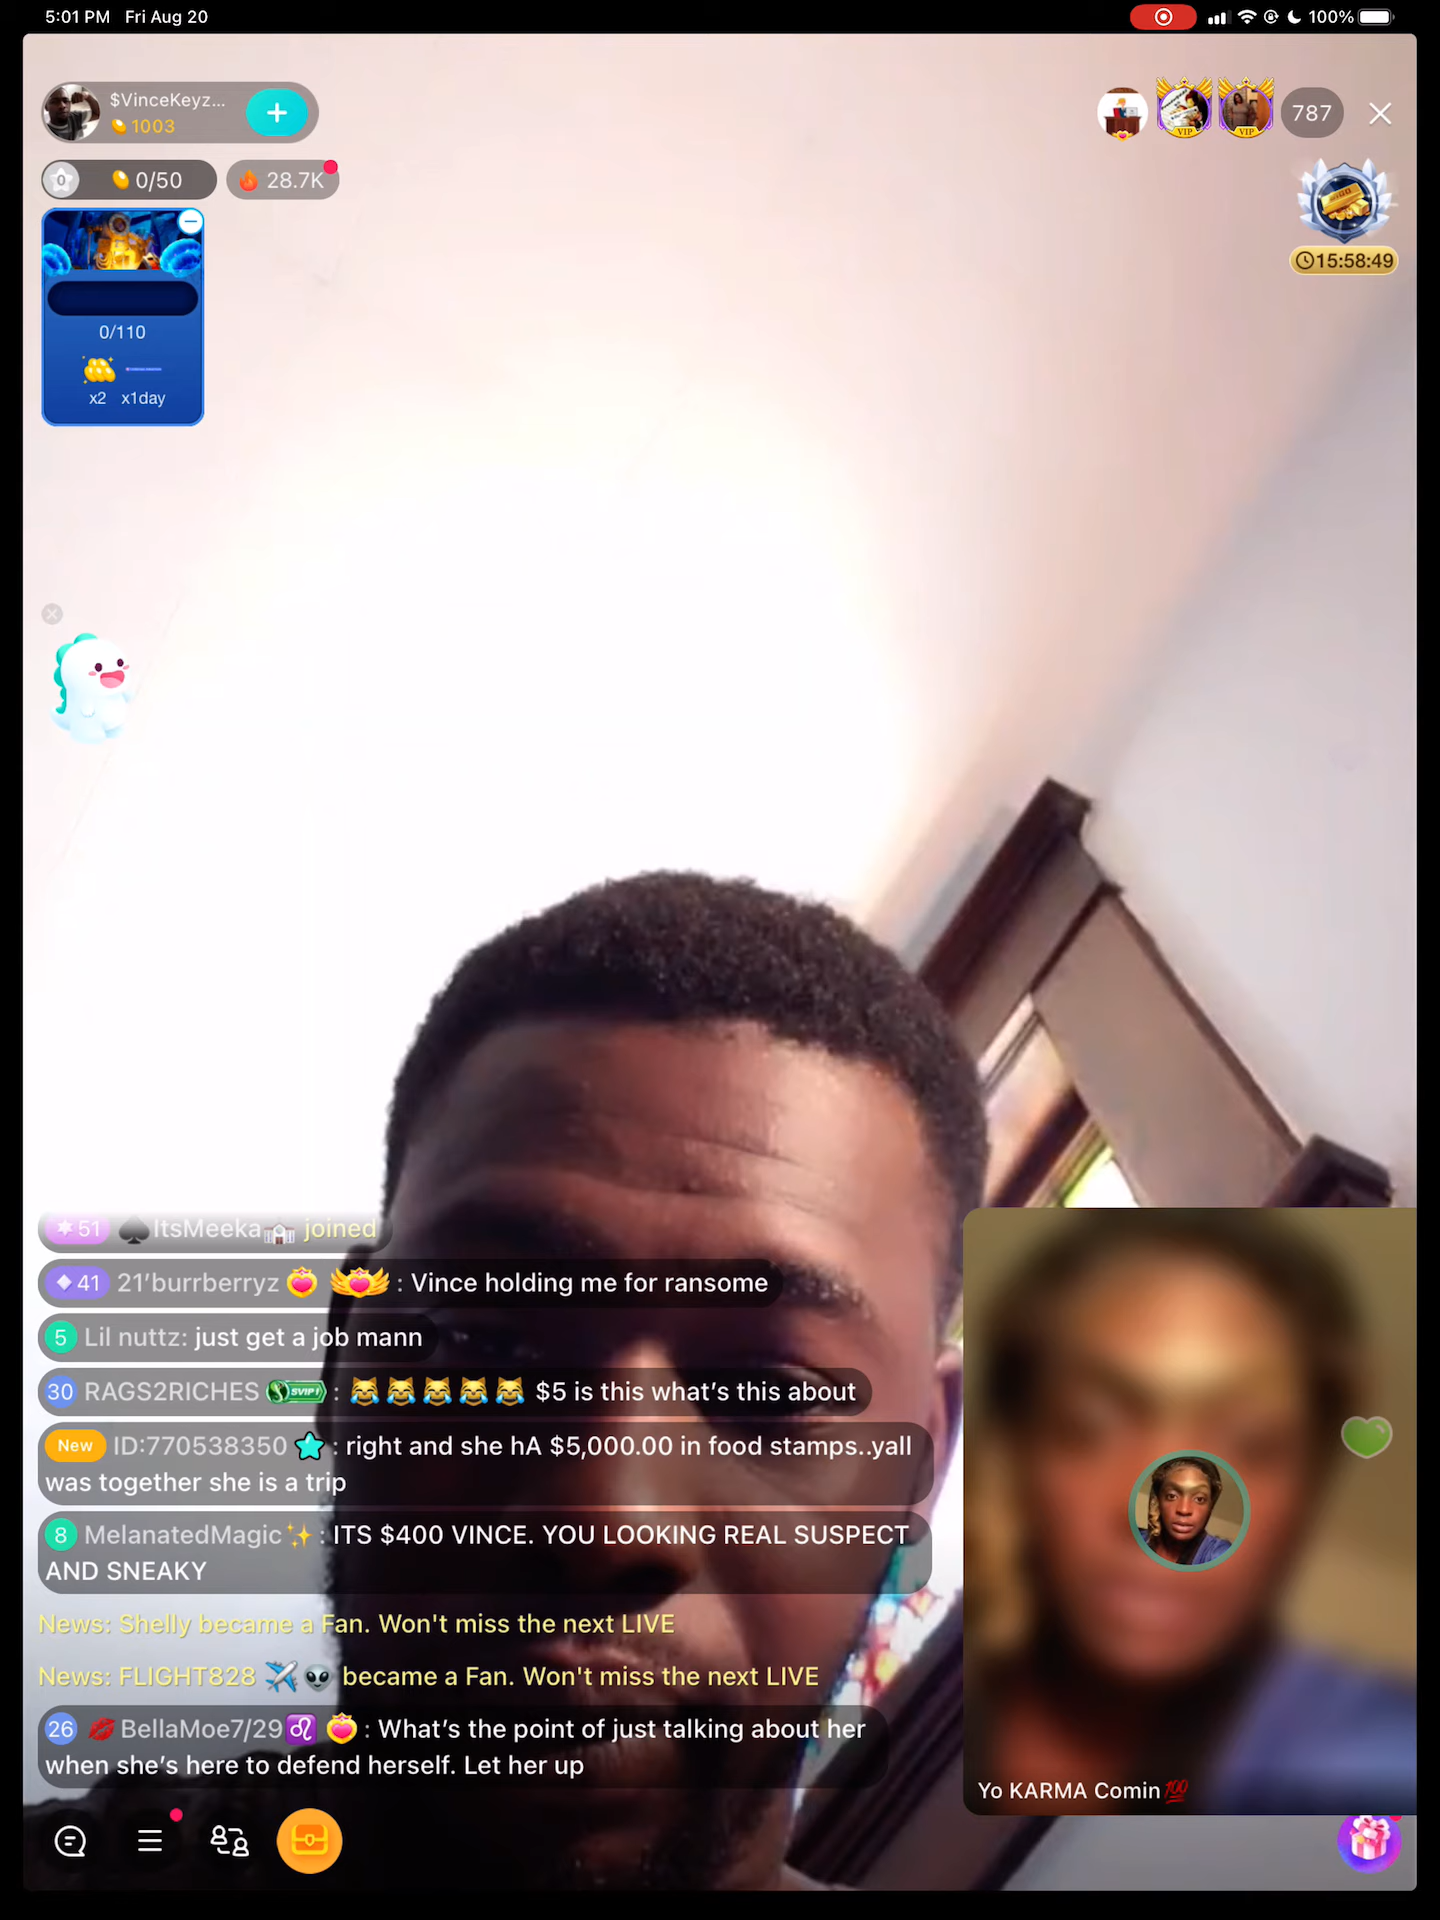 5:01 PM Fri Aug 20
100%
$VinceKeyz...
1003
787
VIP
VIP
0
0/50
28.7K
15:58:49
0/110
x2 x1day
51 ♠️ItsMeeka🏠 joined
41 21'burrberryz : Vince holding me for ransome
5 Lil nuttz: just get a job mann
30 RAGS2RICHES SVIP1 : 😹😹😹😹😹 $5 is this what's this about
New ID:770538350 : right and she hA $5,000.00 in food stamps..yall
was together she is a trip
8 MelanatedMagic✨ : ITS $400 VINCE. YOU LOOKING REAL SUSPECT
AND SNEAKY
News: Shelly became a Fan. Won't miss the next LIVE
News: FLIGHT828 ✈️👽 became a Fan. Won't miss the next LIVE
26 💋BellaMoe7/29♌ : What's the point of just talking about her
when she's here to defend herself. Let her up
Yo KARMA Comin💯